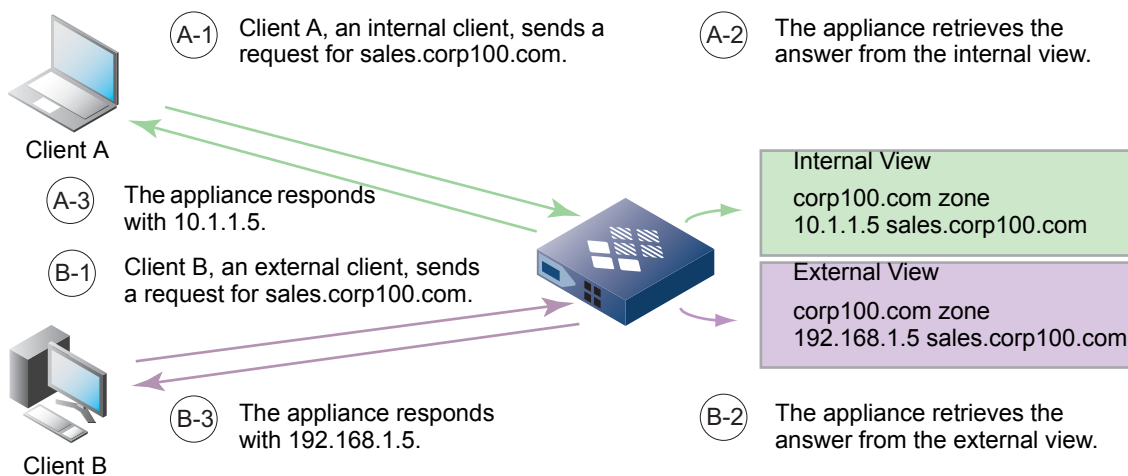 A-1
Client A, an internal client, sends a
request for sales.corp100.com.
A-2
The appliance retrieves the
answer from the internal view.
Client A
A-3
The appliance responds
with 10.1.1.5.
Internal View
corp100.com zone
10.1.1.5 sales.corp100.com
B-1
Client B, an external client, sends
a request for sales.corp100.com.
External View
corp100.com zone
192.168.1.5 sales.corp100.com
B-3
The appliance responds
with 192.168.1.5.
B-2
The appliance retrieves the
answer from the external view.
Client B